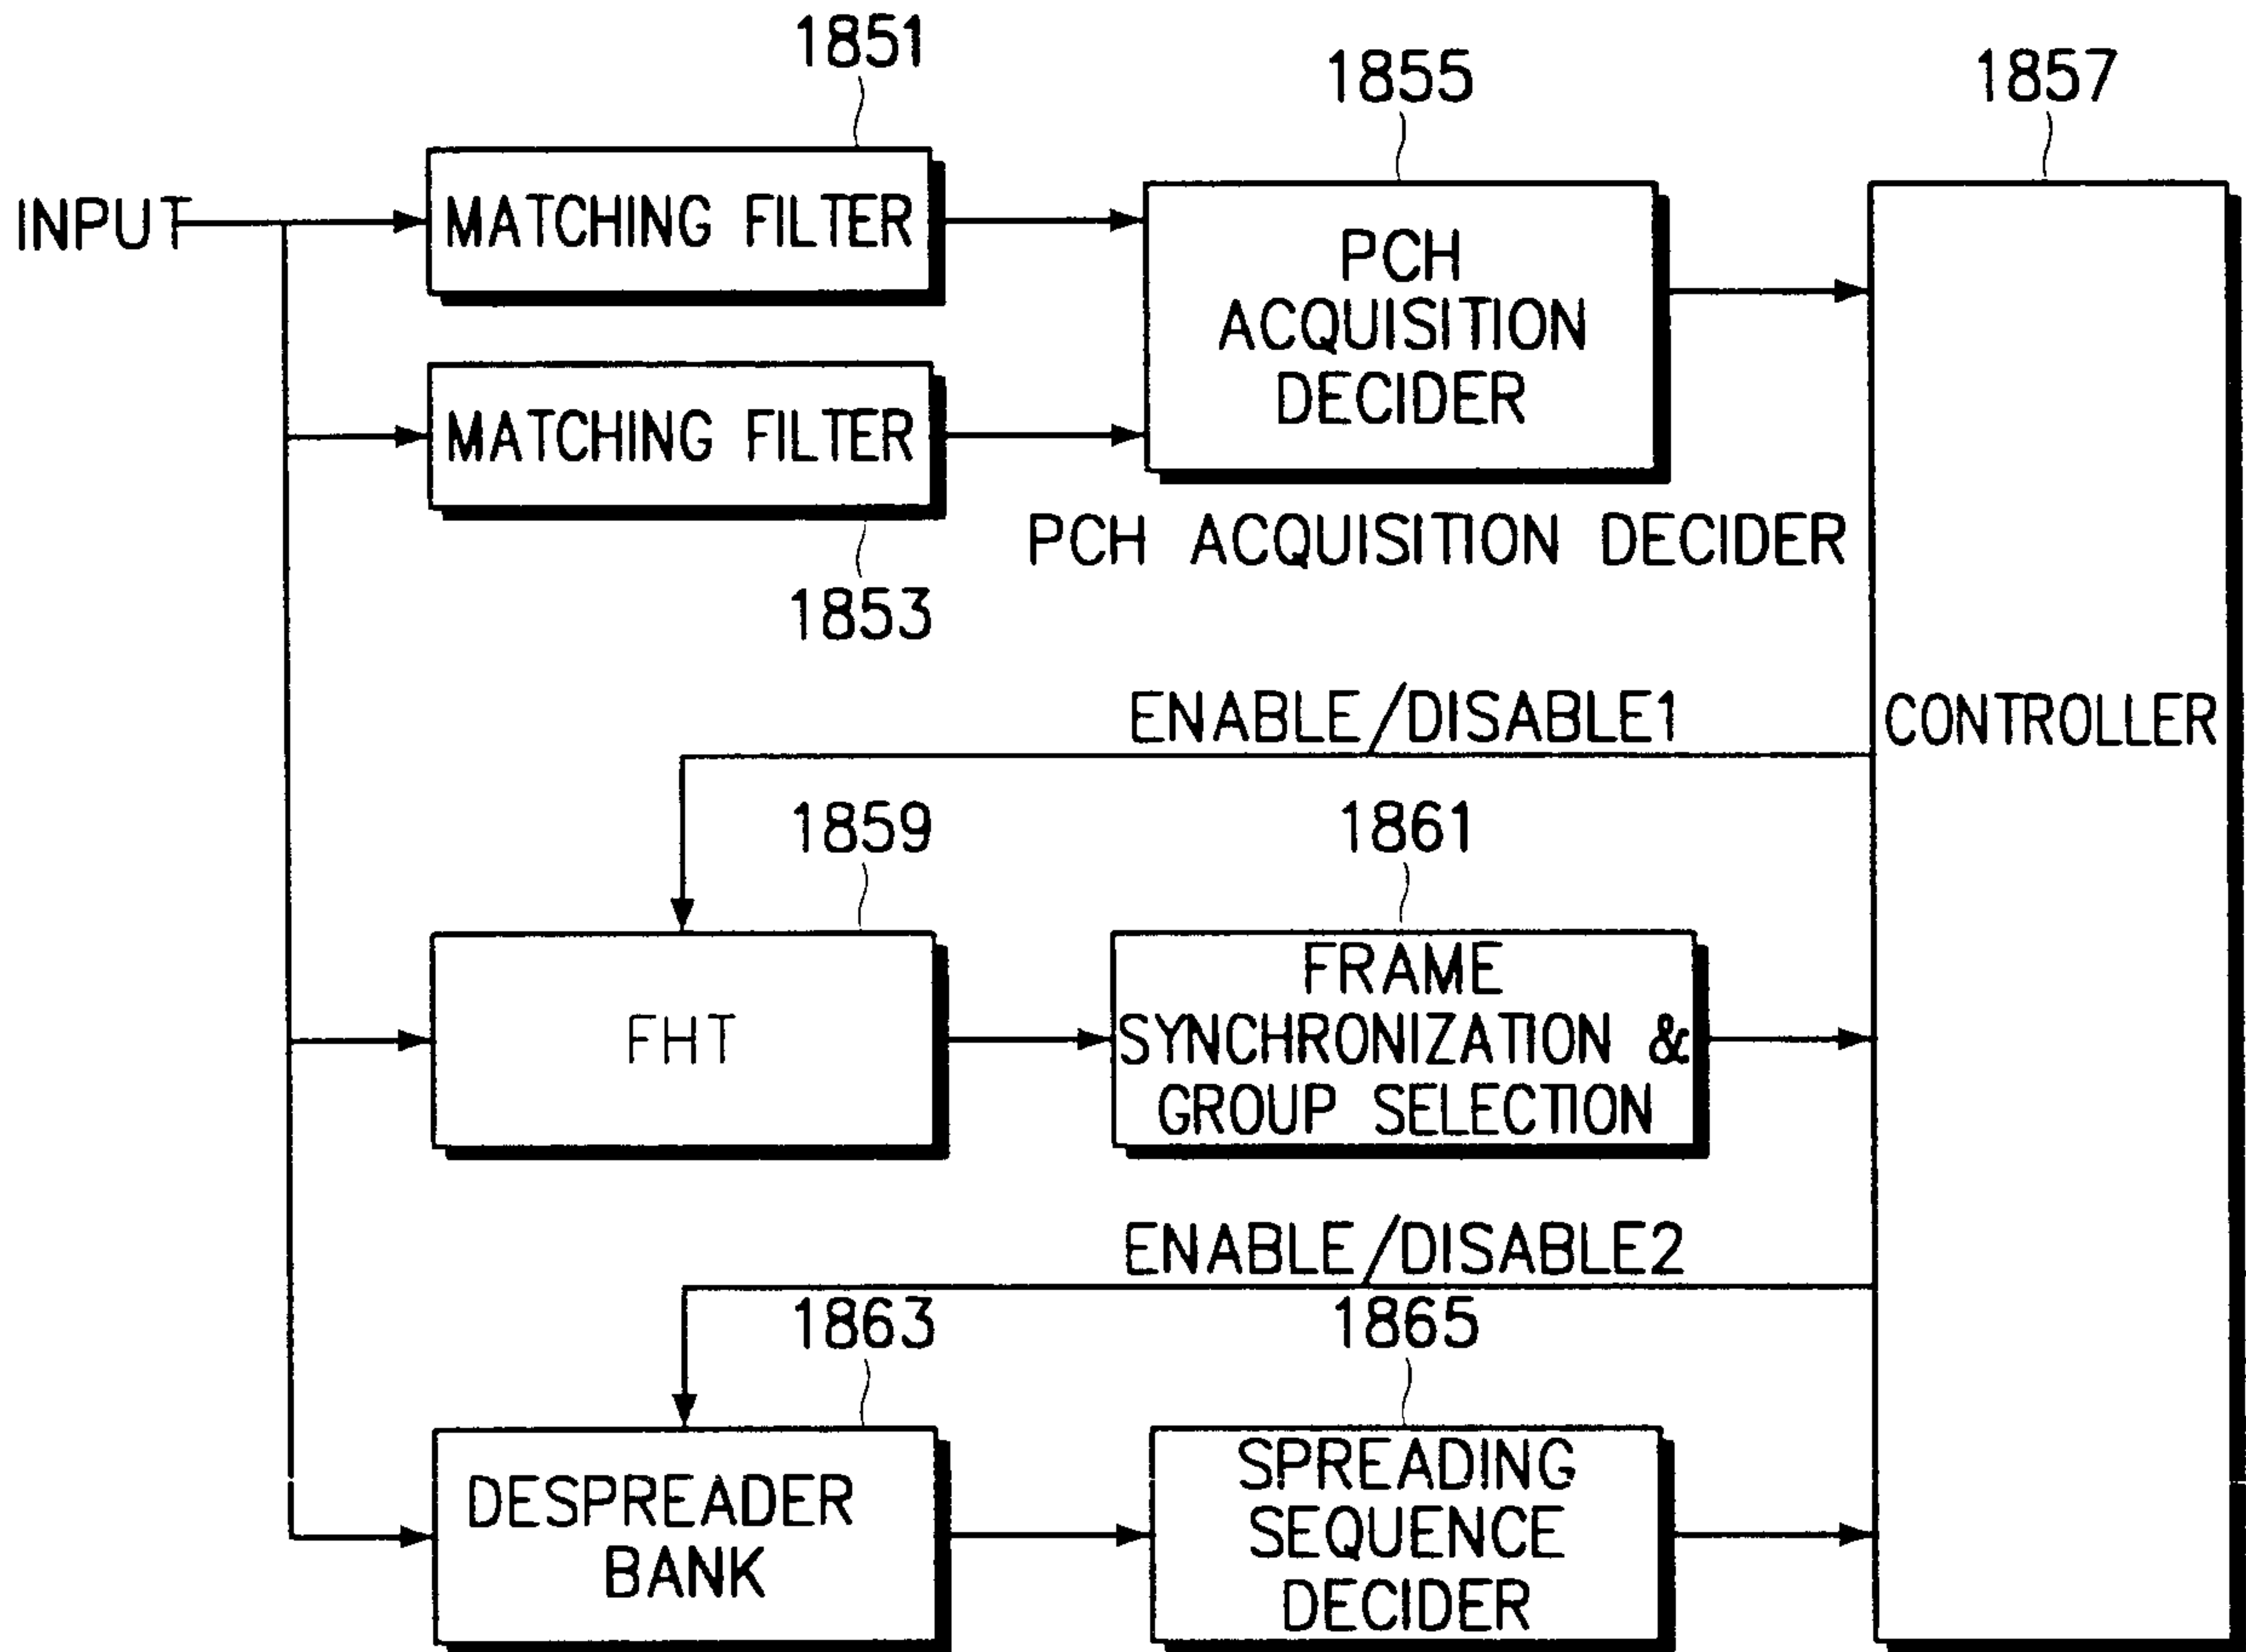 1851
1855
1857
INPUT
MATCHING FILTER
PCH
ACQUISITION
DECIDER
MATCHING FILTER
PCH ACQUISITION DECIDER
1853
ENABLE/DISABLE1
CONTROLLER
1859
1861
FHT
FRAME
SYNCHRONIZATION &
GROUP SELECTION
ENABLE/DISABLE2
1863
1865
DESPREADER
BANK
SPREADING
SEQUENCE
DECIDER